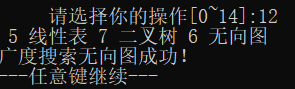 请选择你的操作[0~14]:12
5 线性表 7 二叉树 6 无向图
广度搜索无向图成功!
---任意键继续---